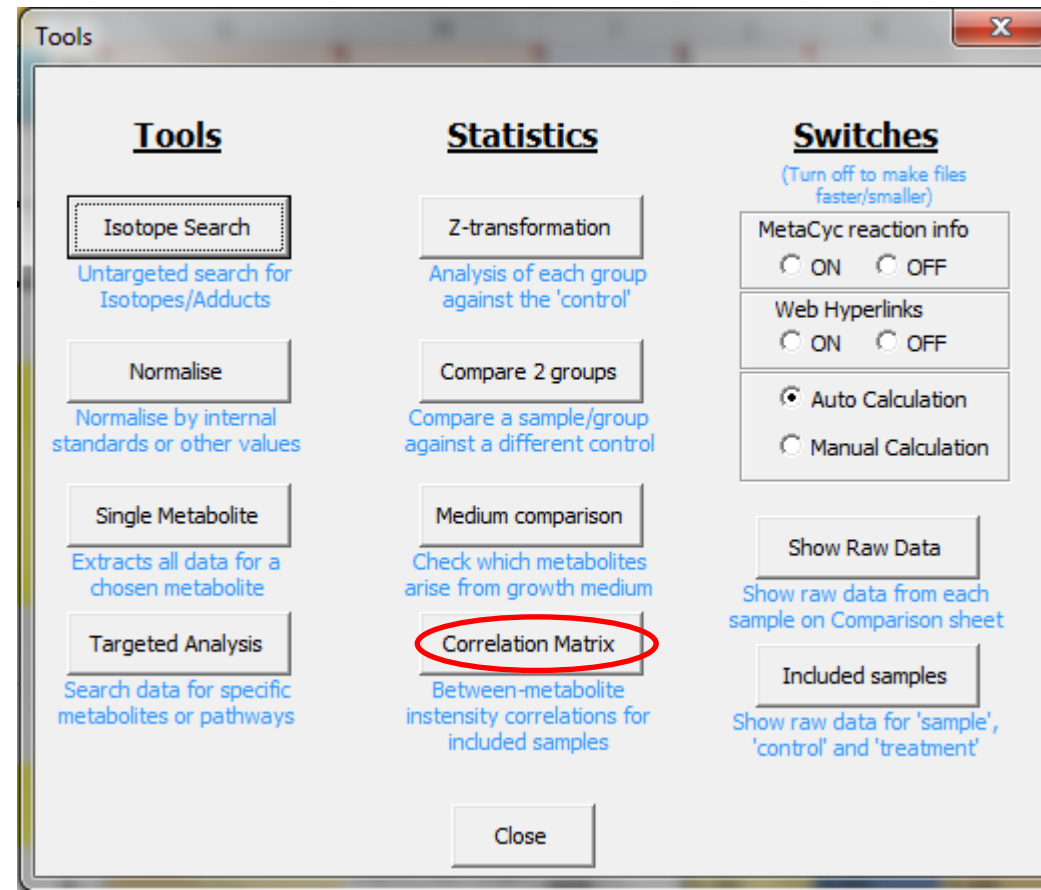 Tools
Tools
Isotope Search
Untargeted search for
Isotopes/Adducts
Normalise
Normalise by internal
standards or other values
Single Metabolite
Extracts all data for a
chosen metabolite
Targeted Analysis
Search data for specific
metabolites or pathways
Statistics
Z-transformation
Analysis of each group
against the 'control'
Compare 2 groups
Compare a sample/group
against a different control
Medium comparison
Check which metabolites
arise from growth medium
Correlation Matrix
Between-metabolite
instensity correlations for
included samples
Switches
(Turn off to make files
faster/smaller)
MetaCyc reaction info
ON OFF
Web Hyperlinks
ON OFF
Auto Calculation
Manual Calculation
Show Raw Data
Show raw data from each
sample on Comparison sheet
Included samples
Show raw data for 'sample',
'control' and 'treatment'
Close